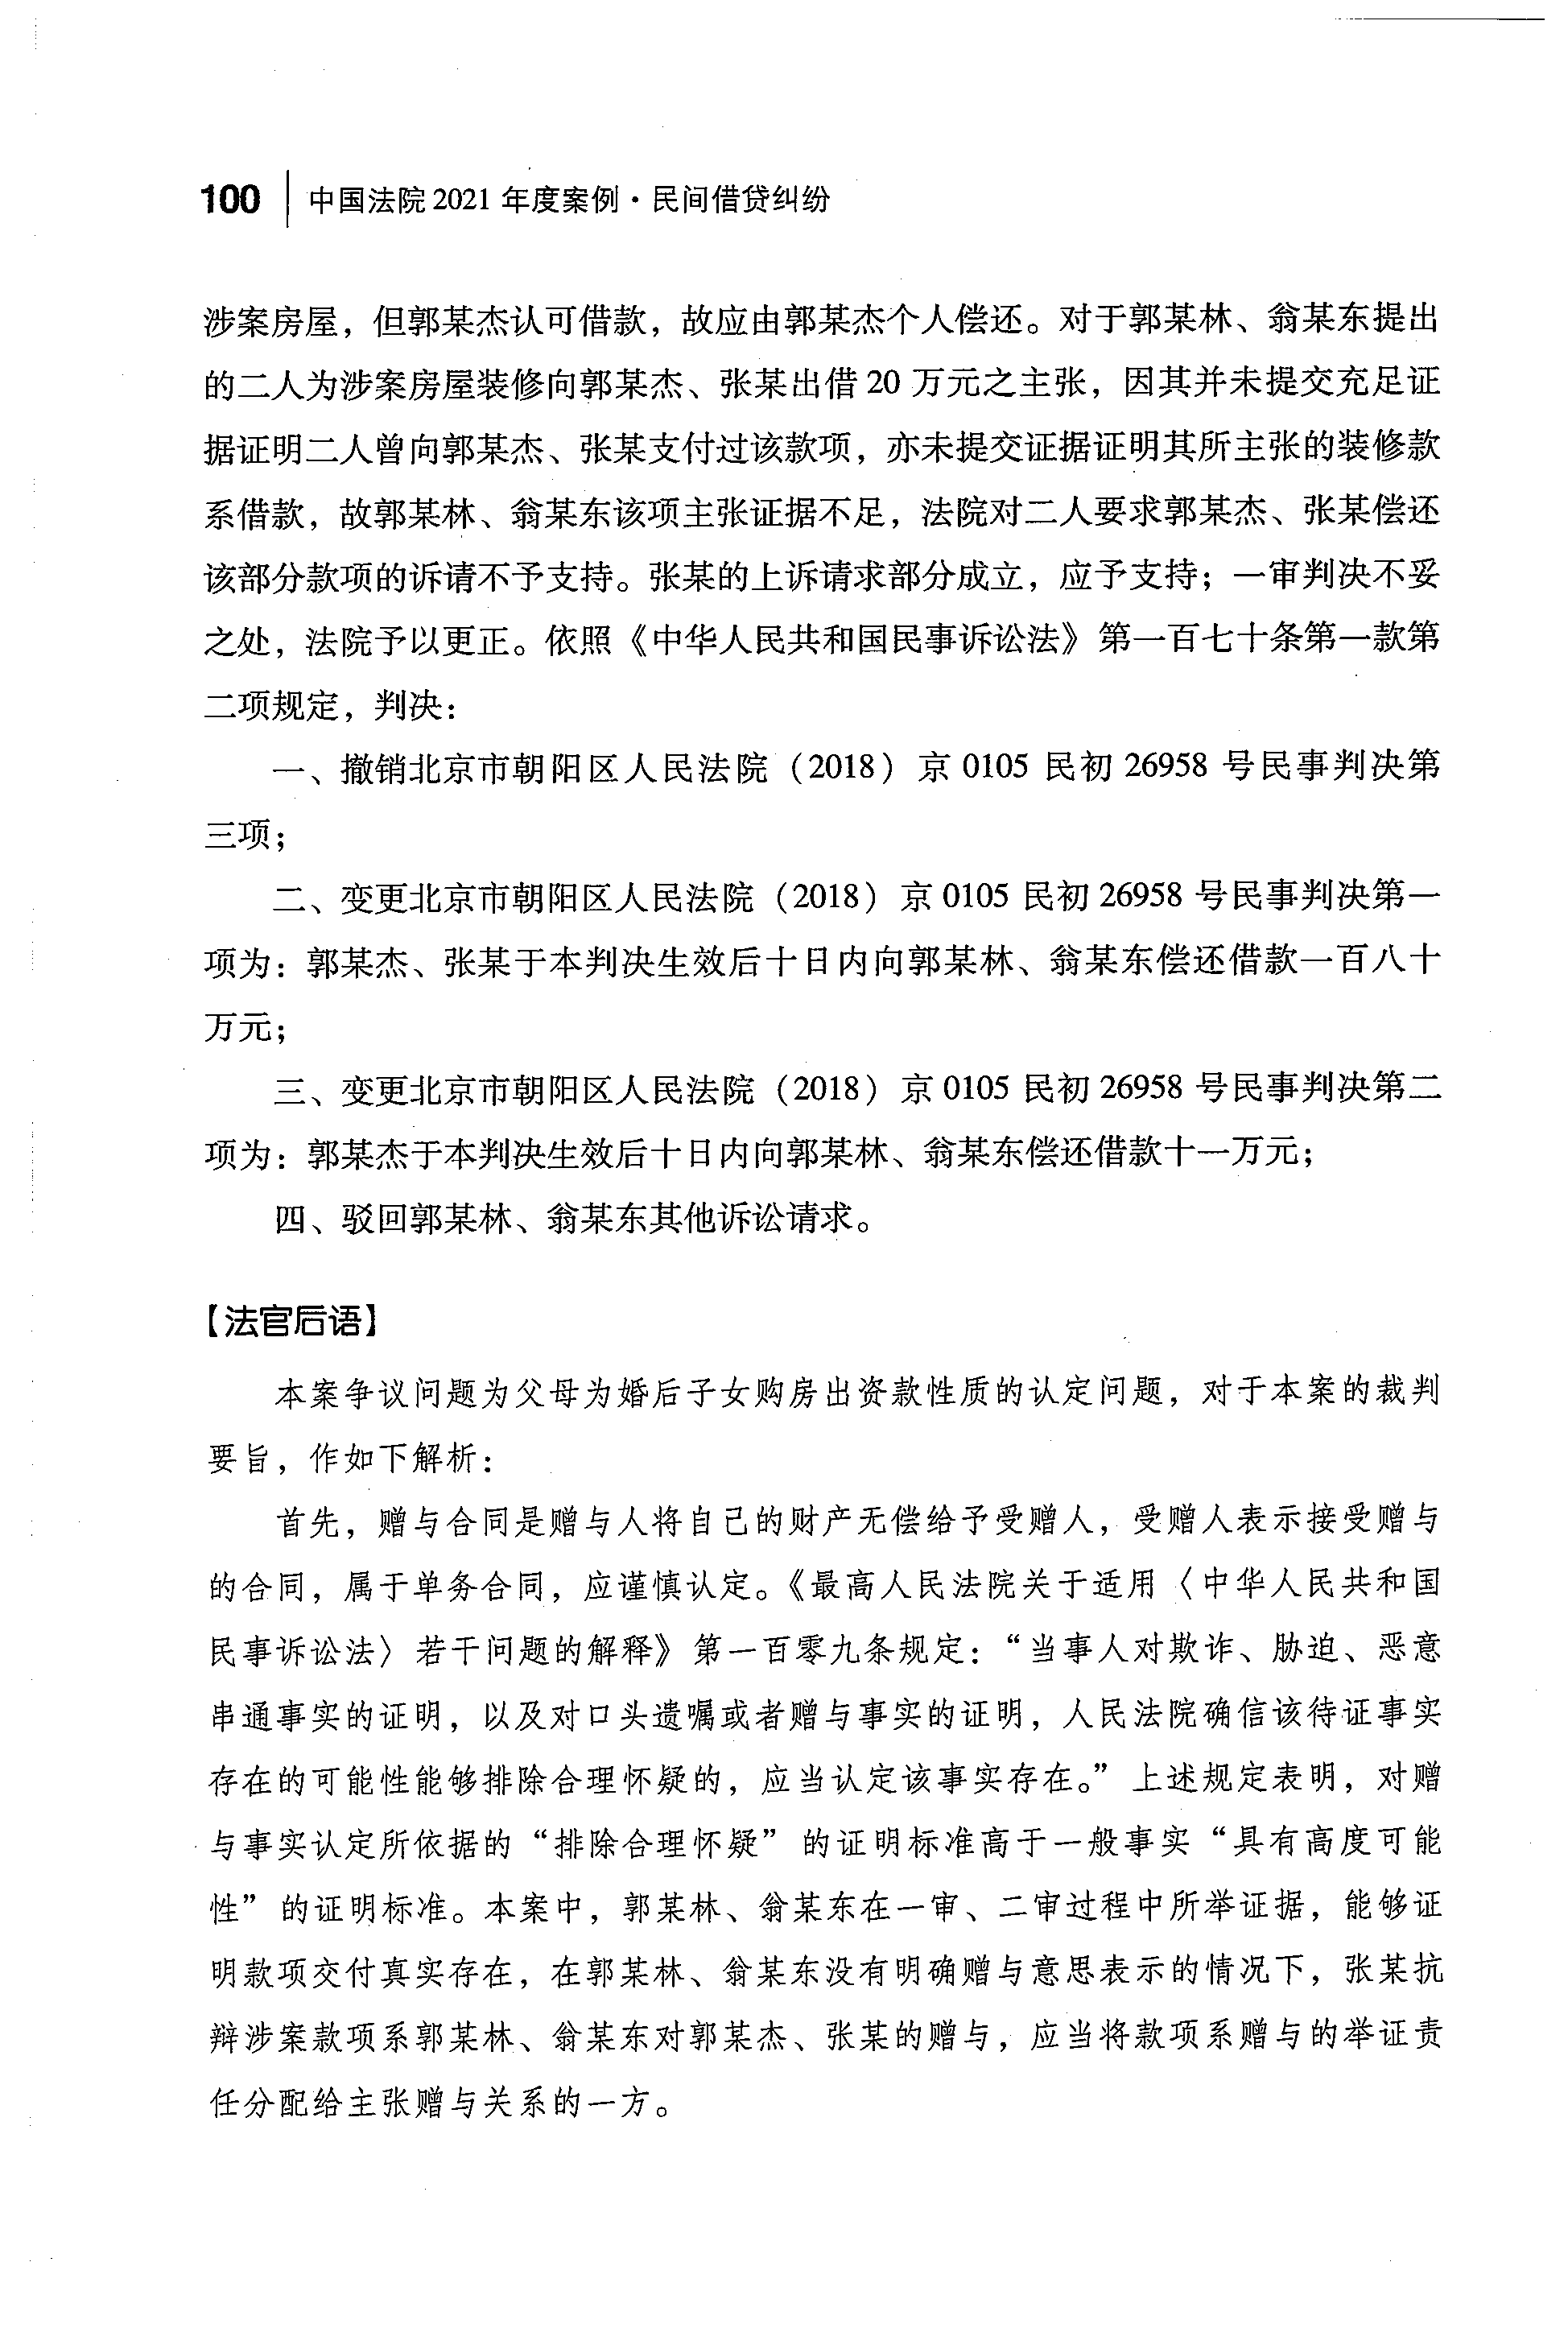 100 中国法院2021年度案例·民间借贷纠纷
涉案房屋，但郭某杰认可借款，故应由郭某杰个人偿还。对于郭某林、翁某东提出
的二人为涉案房屋装修向郭某杰、张某出借20万元之主张，因其并未提交充足证
据证明二人曾向郭某杰、张某支付过该款项，亦未提交证据证明其所主张的装修款
系借款，故郭某林、翁某东该项主张证据不足，法院对二人要求郭某杰、张某偿还
该部分款项的诉请不予支持。张某的上诉请求部分成立，应予支持；一审判决不妥
之处，法院予以更正。依照《中华人民共和国民事诉讼法》第一百七十条第一款第
二项规定，判决：
一、撤销北京市朝阳区人民法院（2018）京0105民初26958号民事判决第
三项；
二、变更北京市朝阳区人民法院（2018）京0105民初26958号民事判决第一
项为：郭某杰、张某于本判决生效后十日内向郭某林、翁某东偿还借款一百八十
万元；
三、变更北京市朝阳区人民法院（2018）京0105民初26958号民事判决第二
项为：郭某杰于本判决生效后十日内向郭某林、翁某东偿还借款十一万元；
四、驳回郭某林、翁某东其他诉讼请求。
【法官后语】
本案争议问题为父母为婚后子女购房出资款性质的认定问题，对于本案的裁判
要旨，作如下解析：
首先，赠与合同是赠与人将自己的财产无偿给予受赠人，受赠人表示接受赠与
的合同，属于单务合同，应谨慎认定。《最高人民法院关于适用〈中华人民共和国
民事诉讼法〉若干问题的解释》第一百零九条规定：“当事人对欺诈、胁迫、恶意
串通事实的证明，以及对口头遗嘱或者赠与事实的证明，人民法院确信该待证事实
存在的可能性能够排除合理怀疑的，应当认定该事实存在。”上述规定表明，对赠
与事实认定所依据的“排除合理怀疑”的证明标准高于一般事实“具有高度可能
性”的证明标准。本案中，郭某林、翁某东在一审、二审过程中所举证据，能够证
明款项交付真实存在，在郭某林、翁某东没有明确赠与意思表示的情况下，张某抗
辩涉案款项系郭某林、翁某东对郭某杰、张某的赠与，应当将款项系赠与的举证责
任分配给主张赠与关系的一方。